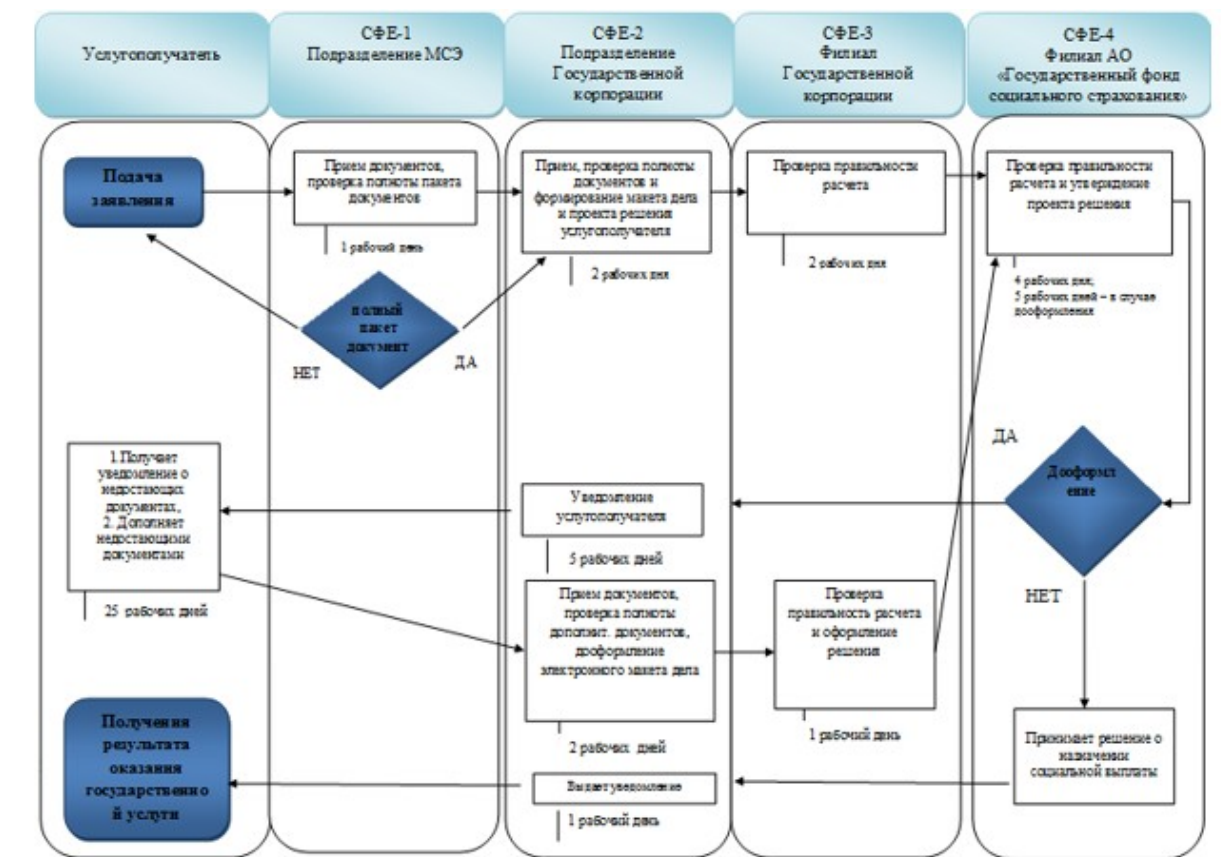 Услугополучатель
СФЕ-1
Подразделение МСЭ
СФЕ-2
Подразделение
Государственной
корпорации
СФЕ-3
Филиал
Государственной
корпорации
СФЕ-4
Филиал АО
«Государственный фонд
социального страхования»
Подача
заявления
Прием документов,
проверка полноты пакета
документов
1 рабочий день
Прием, проверка полноты
документов и
формирование макета дела
и проекта решения
услугополучателя
2 рабочих дня
Проверка правильности
расчета
2 рабочих дня
Проверка правильности
расчета и утверждение
проекта решения
4 рабочих дня;
5 рабочих дней – в случае
дооформления
полный
пакет
документ
НЕТ
ДА
ДА
Дооформл
ение
НЕТ
1.Получает
уведомление о
недостающих
документах,
2. Дополняет
недостающими
документами
25 рабочих дней
Уведомление
услугополучателя
5 рабочих дней
Прием документов,
проверка полноты
дополнит. документов,
дооформление
электронного макета дела
2 рабочих дней
Проверка
правильность расчета
и оформление
решения
1 рабочий день
Получения
результата
оказания
государственно
й услуги
Выдает уведомление
1 рабочий день
Принимает решение о
назначении
социальной выплаты